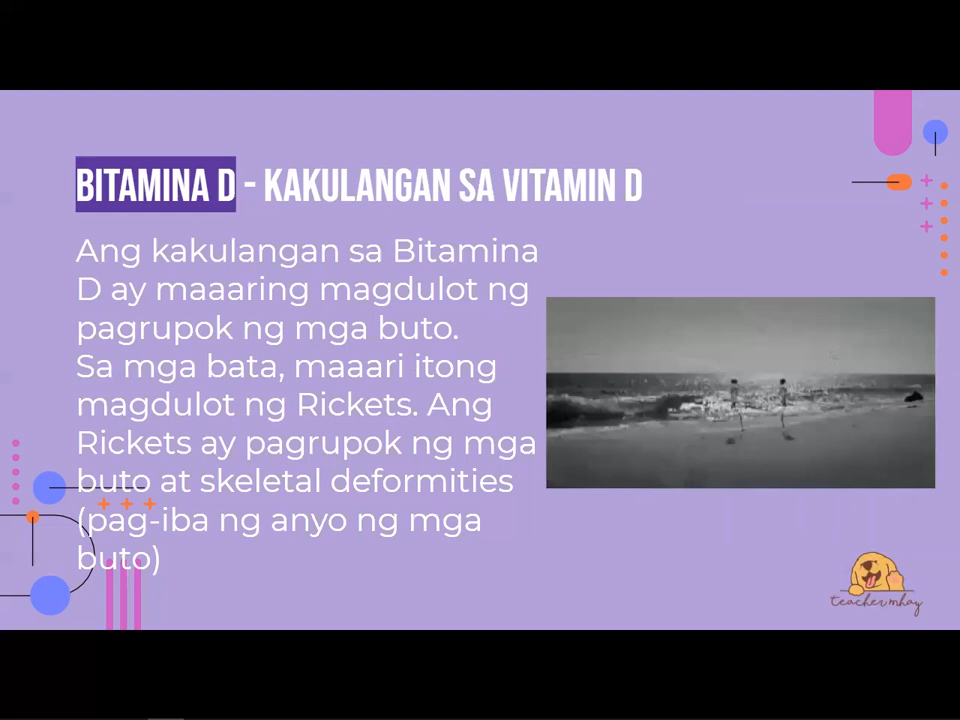 BITAMINA D - KAKULANGAN SA VITAMIN D
Ang kakulangan sa Bitamina
D ay maaaring magdulot ng
pagrupok ng mga buto.
Sa mga bata, maaari itong
magdulot ng Rickets. Ang
Rickets ay pagrupok ng mga
buto at skeletal deformities
(pag-iba ng anyo ng mga
buto)
teachermhay